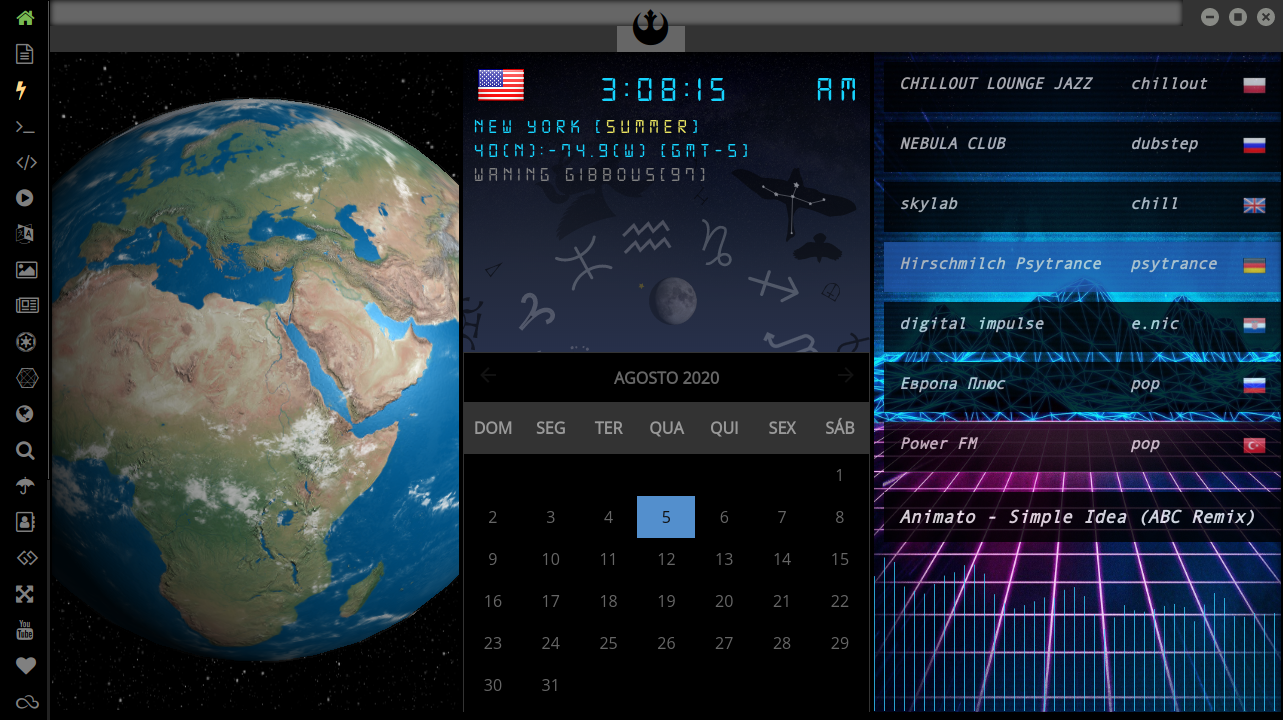 3:08:15 AM
NEW YORK [SUMMER]
40(N):-74.9(W) [GMT-5]
WANING GIBBOUS(97)
AGOSTO 2020
DOM SEG TER QUA QUI SEX SÁB
1
2 3 4 5 6 7 8
9 10 11 12 13 14 15
16 17 18 19 20 21 22
23 24 25 26 27 28 29
30 31
CHILLOUT LOUNGE JAZZ chillout
NEBULA CLUB dubstep
skylab chill
Hirschmilch Psytrance psytrance
digital impulse e.nic
Европа Плюс pop
Power FM pop
Animato - Simple Idea (ABC Remix)
You Tube